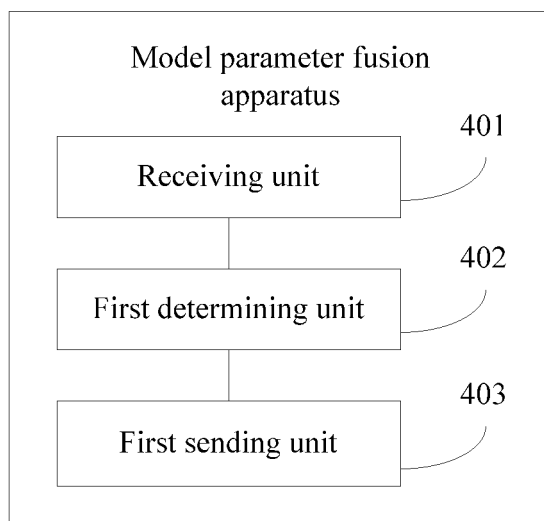 Model parameter fusion
apparatus
401
Receiving unit
402
First determining unit
403
First sending unit